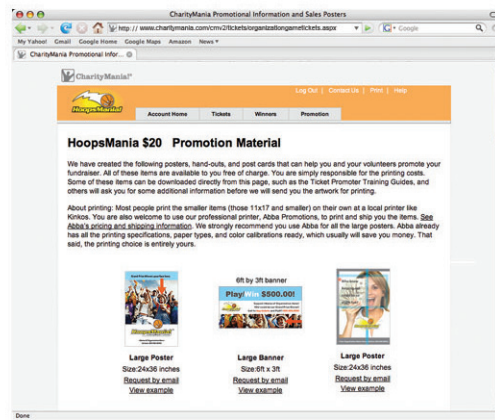 CharityMania Promotional Information and Sales Posters
http://www.charitymania.com/cmv2/tickets/organizationgametickets.aspx
Google
My Yahoo! Gmail Google Home Google Maps Amazon News
CharityMania Promotional Infor...
CharityMania!
Log Out | Contact Us | Print | Help
HoopsMania!
Account Home Tickets Winners Promotion
HoopsMania $20 Promotion Material
We have created the following posters, hand-outs, and post cards that can help you and your volunteers promote your
fundraiser. All of these items are available to you free of charge. You are simply responsible for the printing costs.
Some of these items can be downloaded directly from this page, such as the Ticket Promoter Training Guides, and
others will ask you for some additional information before we will send you the artwork for printing.
About printing: Most people print the smaller items (those 11x17 and smaller) on their own at a local printer like
Kinkos. You are also welcome to use our professional printer, Abba Promotions, to print and ship you the items. See
Abba's pricing and shipping information. We strongly recommend you use Abba for all the large posters. Abba already
has all the printing specifications, paper types, and color calibrations ready, which usually will save you money. That
said, the printing choice is entirely yours.
6ft by 3ft banner
Play! Win $500.00!
Large Poster Large Banner Large Poster
Size:24x36 inches Size:6ft x 3ft Size:24x36 inches
Request by email Request by email Request by email
View example View example View example
Done